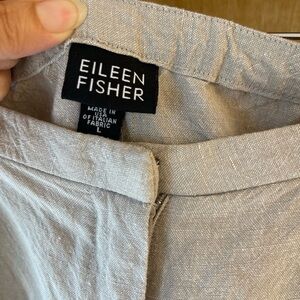 EILEEN
FISHER
MADE IN
USA
OF ITALIAN
FABRIC
L